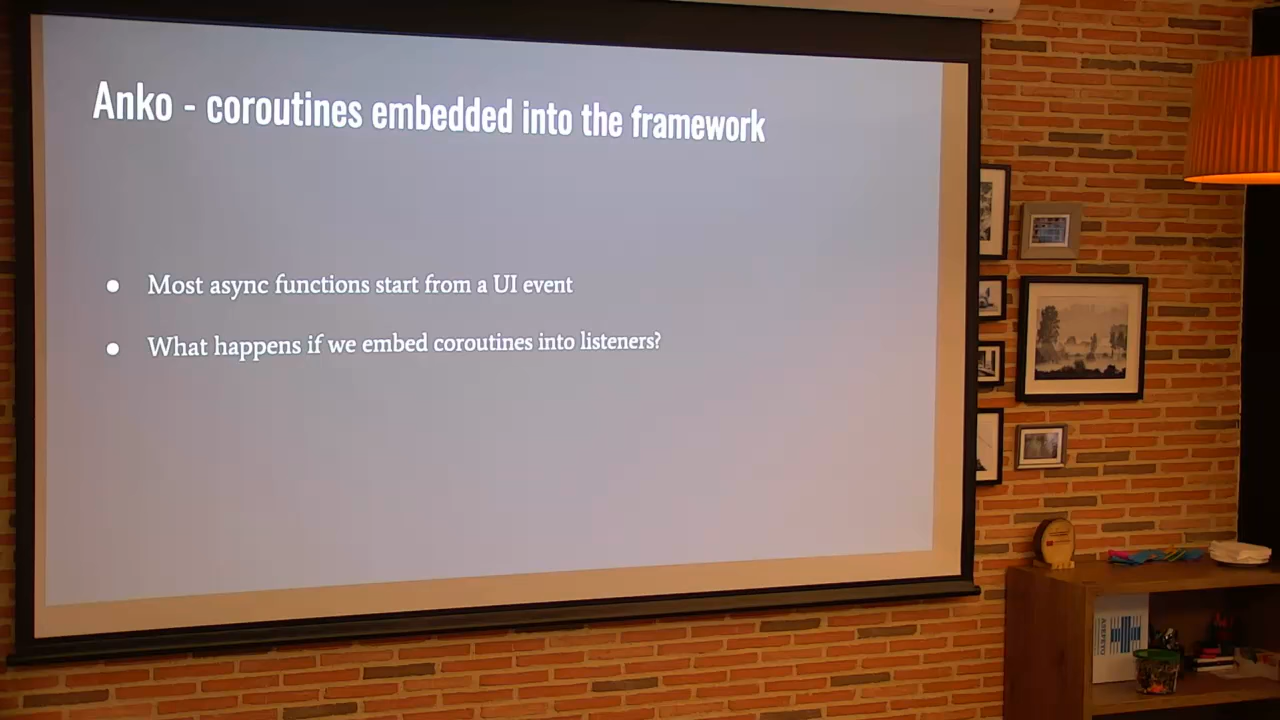 Anko - coroutines embedded into the framework
● Most async functions start from a UI event
● What happens if we embed coroutines into listeners?